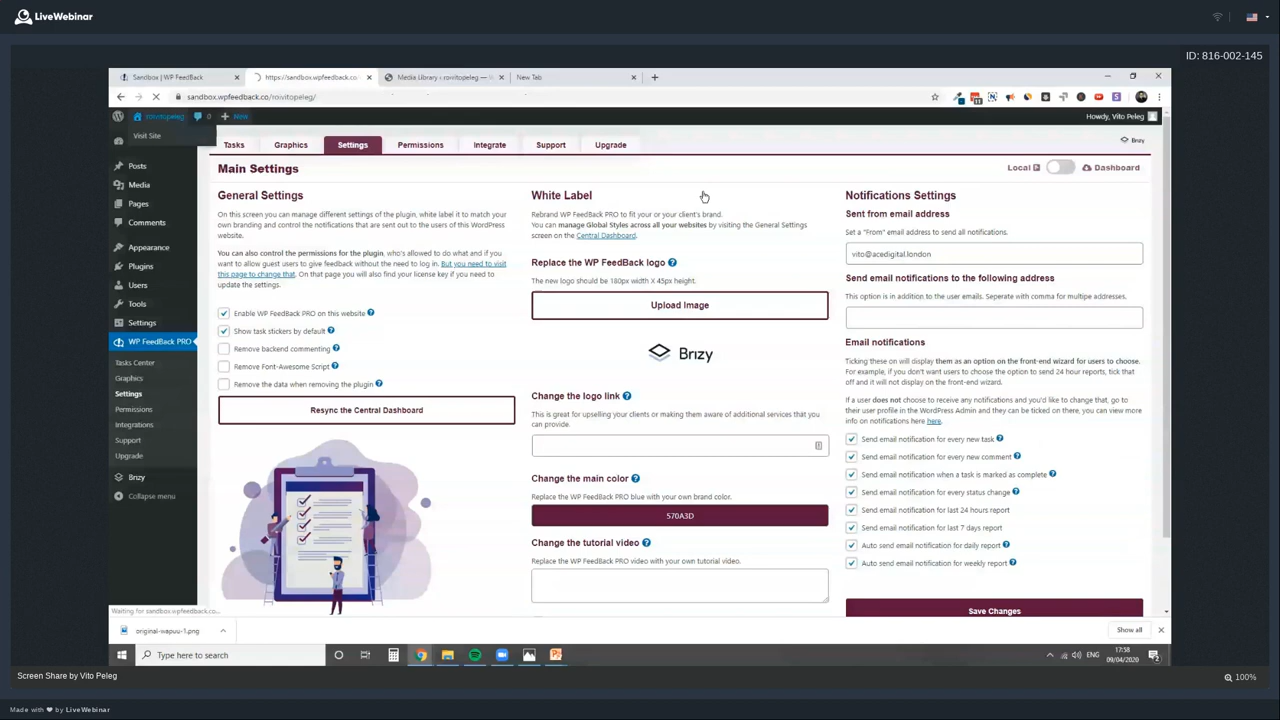 LiveWebinar
ID: 816-002-145
Sandbox | WP FeedBack
https://sandbox.wpfeedback.co
Media Library ‹ roivitopeleg — W
New Tab
sandbox.wpfeedback.co/roivitopeleg/
roivitopeleg
0
New
Howdy, Vito Peleg
Visit Site
Posts
Media
Pages
Comments
Appearance
Plugins
Users
Tools
Settings
WP FeedBack PRO
Tasks Center
Graphics
Settings
Permissions
Integrations
Support
Upgrade
Brizy
Collapse menu
Tasks
Graphics
Settings
Permissions
Integrate
Support
Upgrade
Brizy
Main Settings
Local
Dashboard
General Settings
On this screen you can manage different settings of the plugin, white label it to match your
own branding and control the notifications that are sent out to the users of this WordPress
website.
You can also control the permissions for the plugin, who's allowed to do what and if you
want to allow guest users to give feedback without the need to log in. But you need to visit
this page to change that. On that page you will also find your license key if you need to
update the settings.
Enable WP FeedBack PRO on this website
Show task stickers by default
Remove backend commenting
Remove Font-Awesome Script
Remove the data when removing the plugin
Resync the Central Dashboard
White Label
Rebrand WP FeedBack PRO to fit your or your client's brand.
You can manage Global Styles across all your websites by visiting the General Settings
screen on the Central Dashboard.
Replace the WP FeedBack logo
The new logo should be 180px width X 45px height.
Upload Image
Brizy
Change the logo link
This is great for upselling your clients or making them aware of additional services that you
can provide.
Change the main color
Replace the WP FeedBack PRO blue with your own brand color.
570A3D
Change the tutorial video
Replace the WP FeedBack PRO video with your own tutorial video.
Notifications Settings
Sent from email address
Set a "From" email address to send all notifications.
vito@acedigital.london
Send email notifications to the following address
This option is in addition to the user emails. Seperate with comma for multipe addresses.
Email notifications
Ticking these on will display them as an option on the front-end wizard for users to choose.
For example, if you don't want users to choose the option to send 24 hour reports, tick that
off and it will not display on the front-end wizard.
If a user does not choose to receive any notifications and you'd like to change that, go to
their user profile in the WordPress Admin and they can be ticked on there, you can view more
info on notifications here here.
Send email notification for every new task
Send email notification for every new comment
Send email notification when a task is marked as complete
Send email notification for every status change
Send email notification for last 24 hours report
Send email notification for last 7 days report
Auto send email notification for daily report
Auto send email notification for weekly report
Save Changes
Waiting for sandbox.wpfeedback.co...
original-wapuu-1.png
Show all
Type here to search
ENG
17:58
09/04/2020
Screen Share by Vito Peleg
100%
Made with ❤ by LiveWebinar